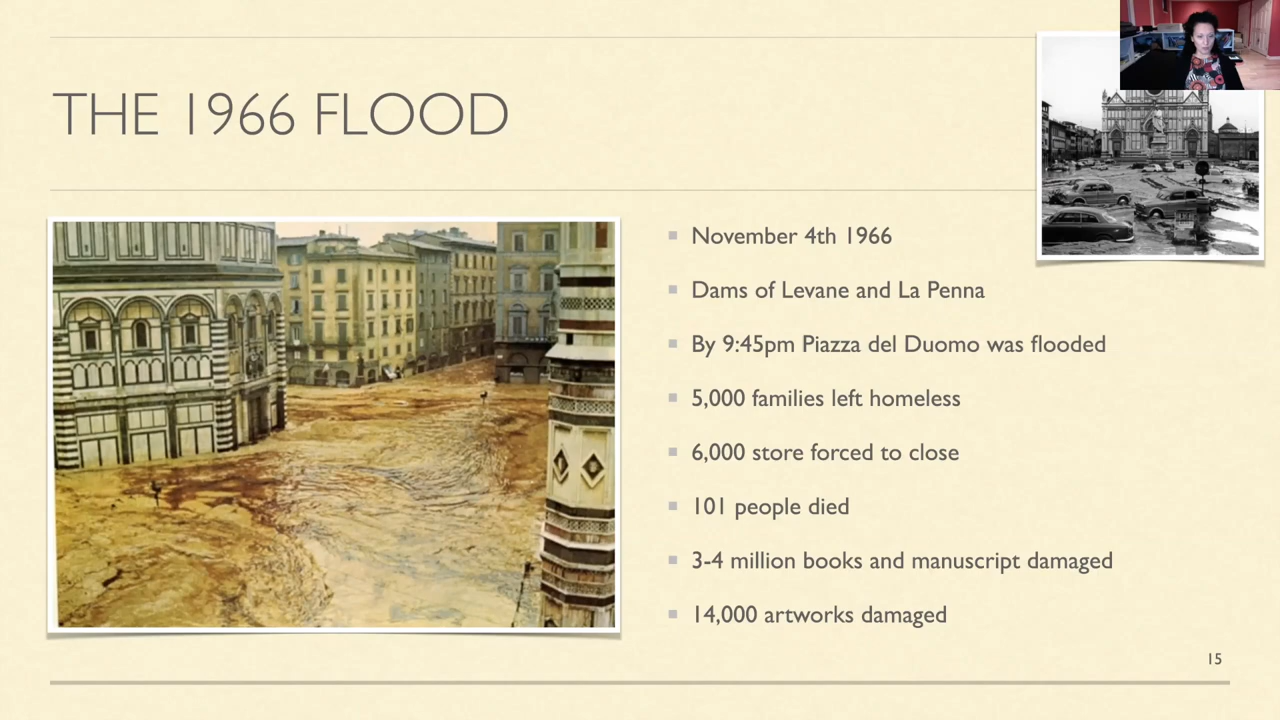 THE 1966 FLOOD
November 4th 1966
Dams of Levane and La Penna
By 9:45pm Piazza del Duomo was flooded
5,000 families left homeless
6,000 store forced to close
101 people died
3-4 million books and manuscript damaged
14,000 artworks damaged
15